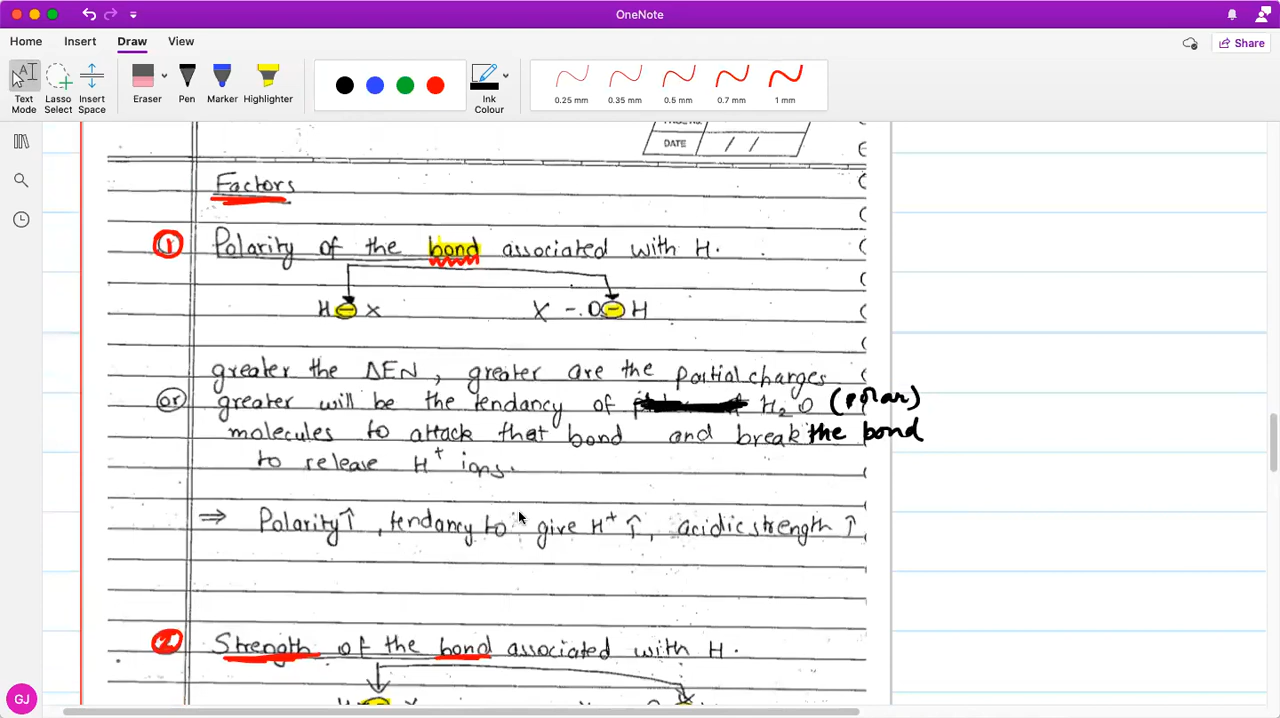 OneNote
Home Insert Draw View
Share
Text Mode
Lasso Select
Insert Space
Eraser
Pen
Marker
Highlighter
Ink Colour
0.25 mm 0.35 mm 0.5 mm 0.7 mm 1 mm
DATE / /
Factors
① Polarity of the bond associated with H.
H – X X – O – H
greater the ΔEN, greater are the partial charges
or greater will be the tendancy of H₂O (polar)
molecules to attack that bond and break the bond
to release H⁺ ions.
⇒ Polarity ↑, tendancy to give H⁺ ↑, acidic strength ↑
② Strength of the bond associated with H.
GJ